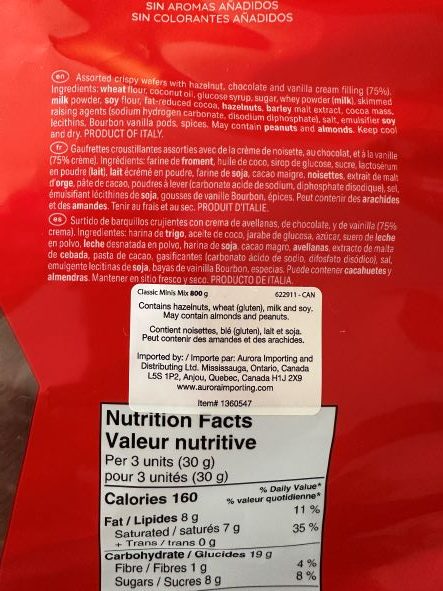 SIN AROMAS AÑADIDOS
SIN COLORANTES AÑADIDOS
en Assorted crispy wafers with hazelnut, chocolate and vanilla cream filling (75%).
Ingredients: wheat flour, coconut oil, glucose syrup, sugar, whey powder (milk), skimmed
milk powder, soy flour, fat-reduced cocoa, hazelnuts, barley malt extract, cocoa mass,
raising agents (sodium hydrogen carbonate, disodium diphosphate), salt, emulsifier soy
lecithins, Bourbon vanilla pods, spices. May contain peanuts and almonds. Keep cool
and dry. PRODUCT OF ITALY.
fr Gaufrettes croustillantes assorties avec de la crème de noisette, au chocolat, et à la vanille
(75% crème). Ingrédients: farine de froment, huile de coco, sirop de glucose, sucre, lactosérum
en poudre (lait), lait écrémé en poudre, farine de soja, cacao maigre, noisettes, extrait de malt
d'orge, pâte de cacao, poudres à lever (carbonate acide de sodium, diphosphate disodique), sel,
émulsifiant lécithines de soja, gousses de vanille Bourbon, épices. Peut contenir des arachides
et des amandes. Tenir au frais et au sec. PRODUIT D'ITALIE.
es Surtido de barquillos crujientes con crema de avellanas, de chocolate, y de vainilla (75%
crema). Ingredientes: harina de trigo, aceite de coco, jarabe de glucosa, azúcar, suero de leche
en polvo, leche desnatada en polvo, harina de soja, cacao magro, avellanas, extracto de malta
de cebada, pasta de cacao, gasificantes (carbonato ácido de sodio, difosfato disódico), sal,
emulgente lecitinas de soja, bayas de vainilla Bourbon, especias. Puede contener cacahuetes y
almendras. Mantener en sitio fresco y seco. PRODUCTO DE ITALIA.
Classic Minis Mix 800 g 622911 - CAN
Contains hazelnuts, wheat (gluten), milk and soy.
May contain almonds and peanuts.
Contient noisettes, blé (gluten), lait et soja.
Peut contenir des amandes et des arachides.
Imported by: / Importe par: Aurora Importing and
Distributing Ltd. Mississauga, Ontario, Canada
L5S 1P2, Anjou, Quebec, Canada H1J 2X9
www.auroraimporting.com
Item# 1360547
Nutrition Facts
Valeur nutritive
Per 3 units (30 g)
pour 3 unités (30 g)
Calories 160 % Daily Value*
% valeur quotidienne*
Fat / Lipides 8 g 11 %
Saturated / saturés 7 g 35 %
+ Trans / trans 0 g
Carbohydrate / Glucides 19 g
Fibre / Fibres 1 g 4 %
Sugars / Sucres 8 g 8 %